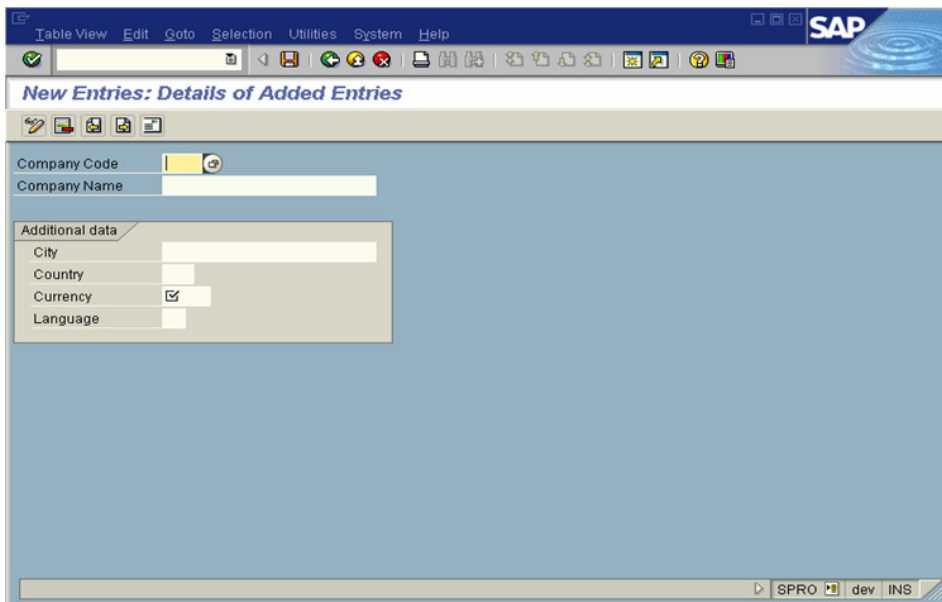 Table View Edit Goto Selection Utilities System Help
SAP
New Entries: Details of Added Entries
Company Code
Company Name
Additional data
City
Country
Currency
Language
SPRO dev INS